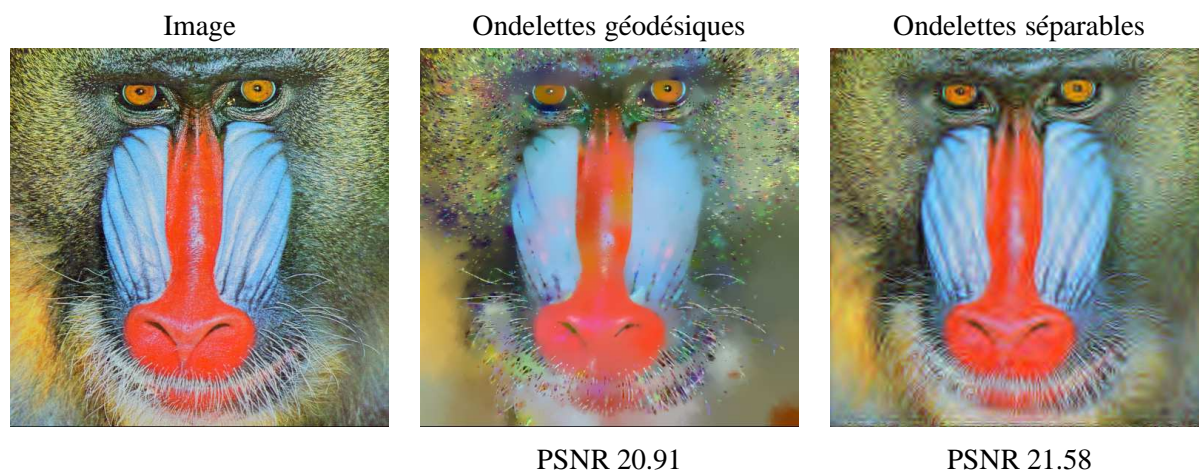 Image
Ondelettes géodésiques
Ondelettes séparables
PSNR 20.91
PSNR 21.58